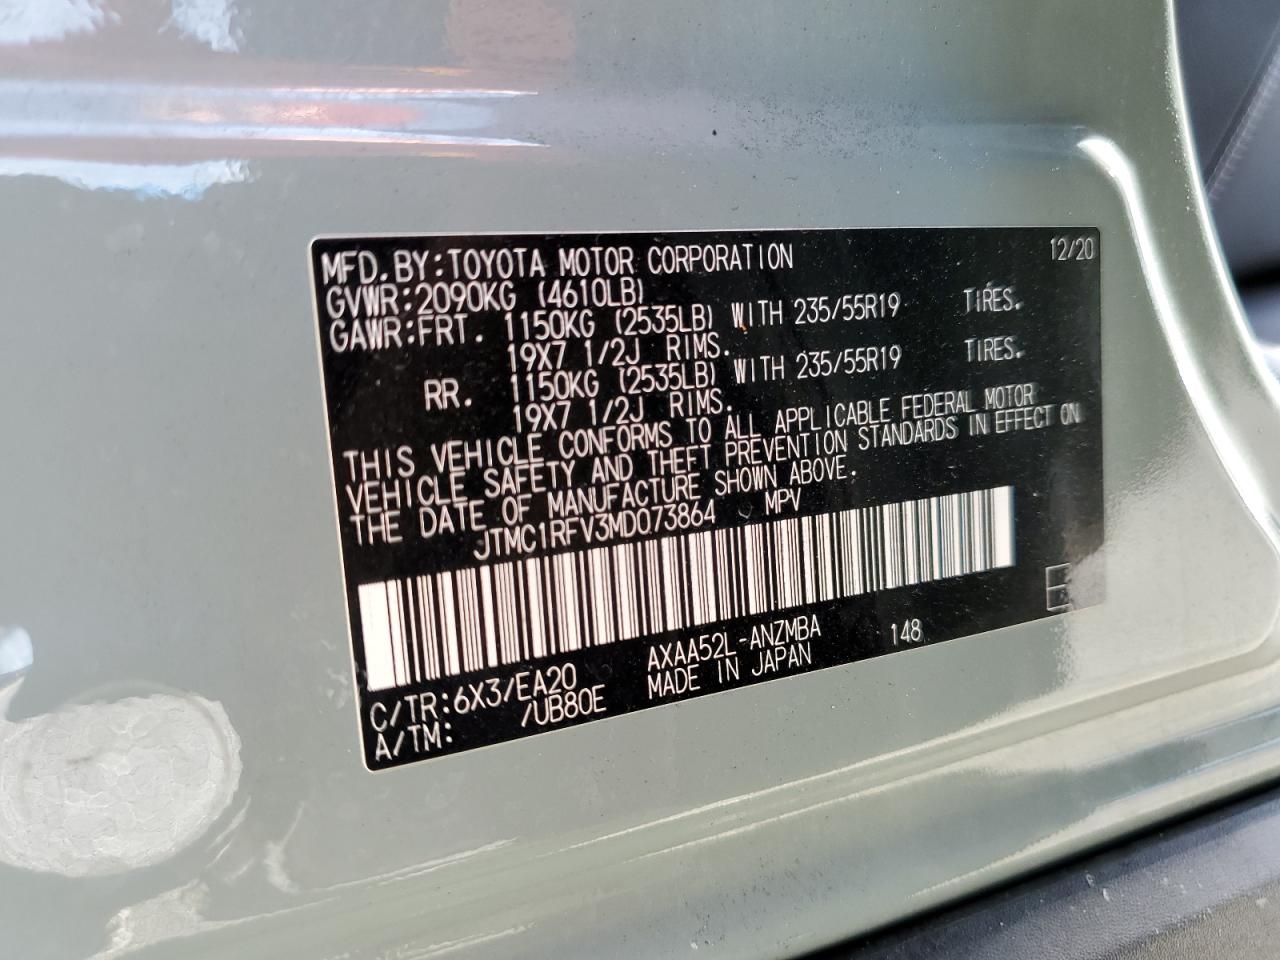 MFD. BY: TOYOTA MOTOR CORPORATION 12/20
GVWR: 2090KG (4610LB)
GAWR: FRT. 1150KG (2535LB) WITH 235/55R19 TIRES.
19X7 1/2J RIMS.
RR. 1150KG (2535LB) WITH 235/55R19 TIRES.
19X7 1/2J RIMS.
THIS VEHICLE CONFORMS TO ALL APPLICABLE FEDERAL MOTOR
VEHICLE SAFETY AND THEFT PREVENTION STANDARDS IN EFFECT ON
THE DATE OF MANUFACTURE SHOWN ABOVE.
JTMC1RFV3MD073864 MPV
C/TR: 6X3/EA20 AXAA52L-ANZMBA 148
A/TM: /UB80E MADE IN JAPAN